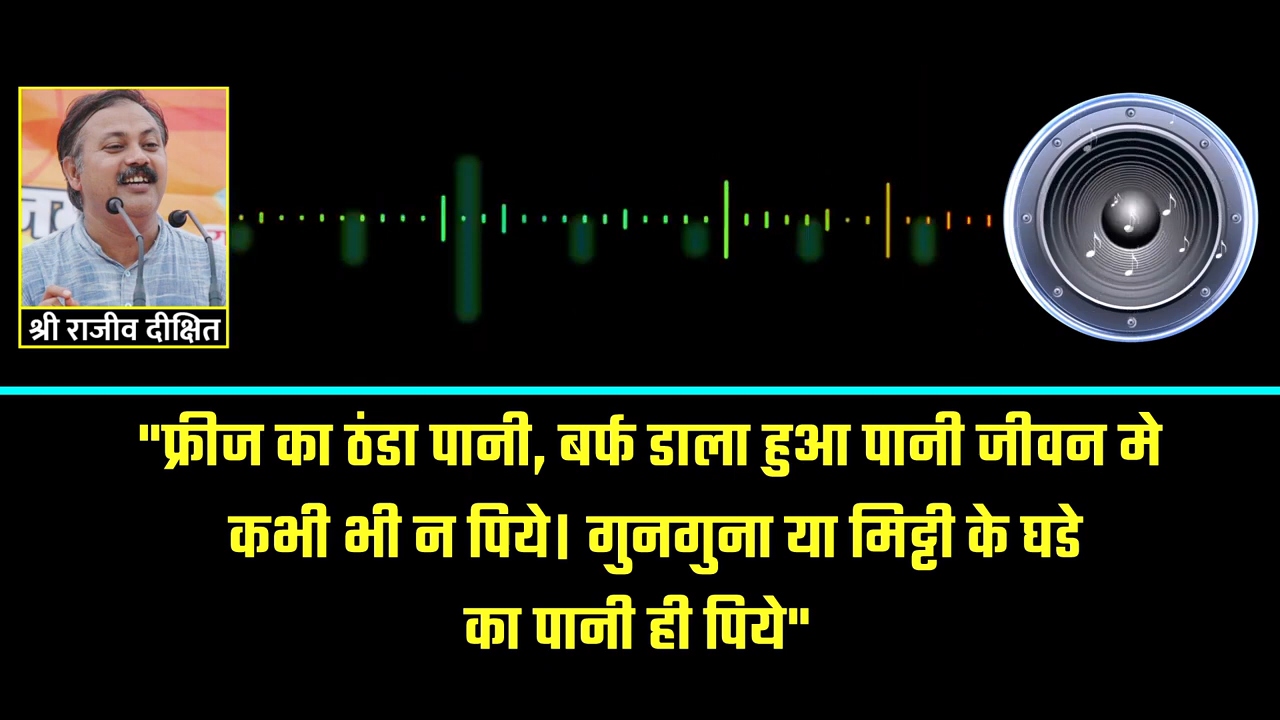 श्री राजीव दीक्षित
"फ्रीज का ठंडा पानी, बर्फ डाला हुआ पानी जीवन मे
कभी भी न पिये। गुनगुना या मिट्टी के घडे
का पानी ही पिये"